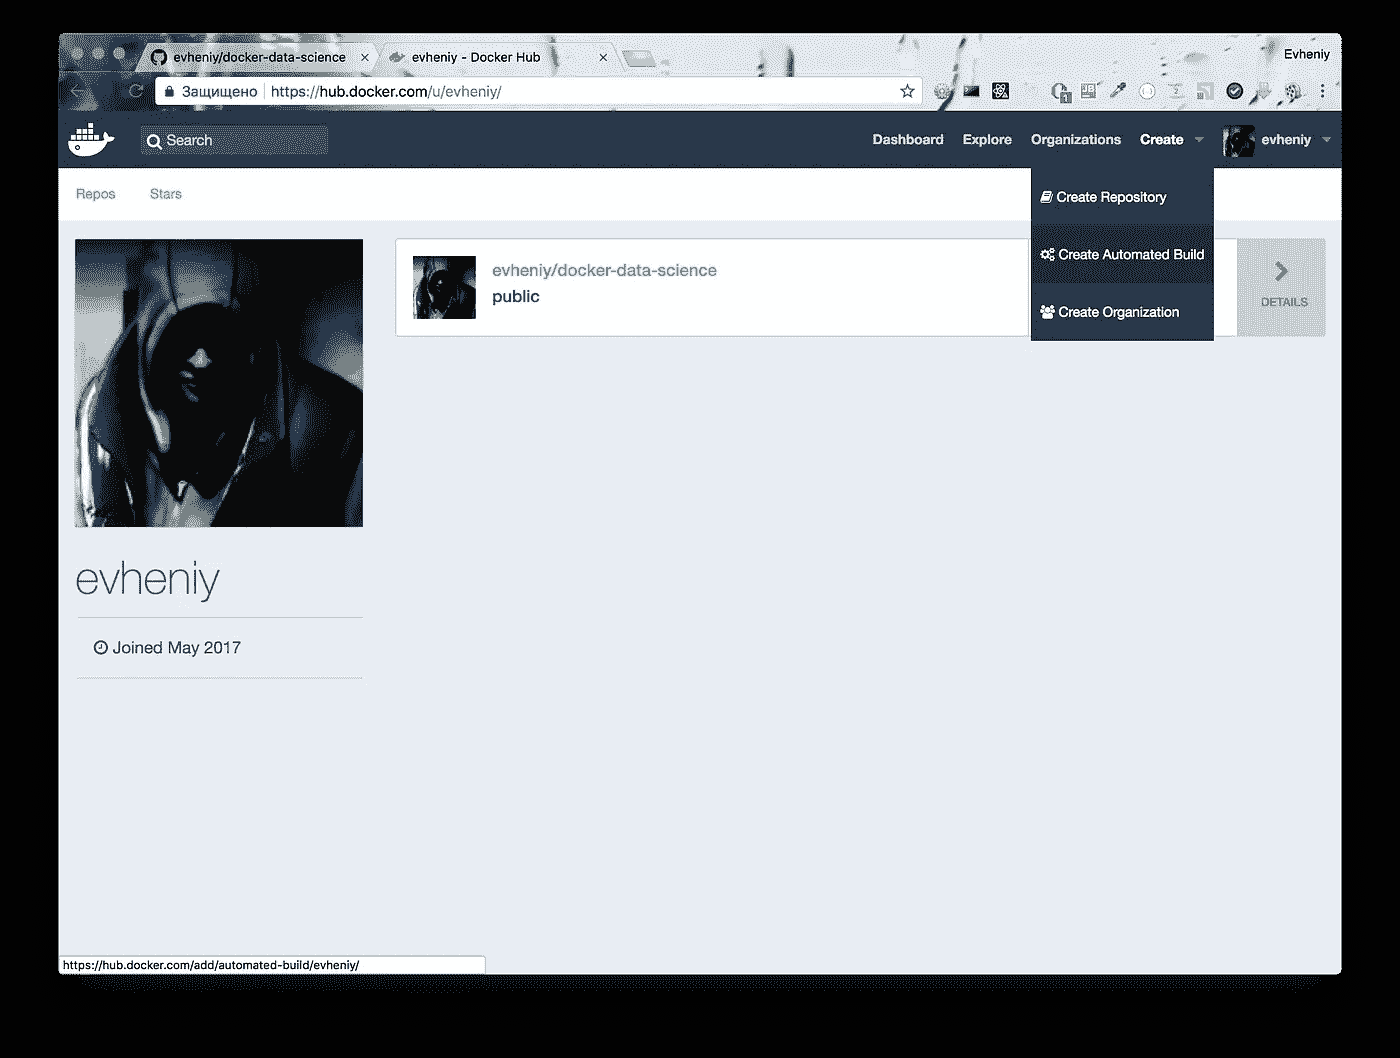 evheniy/docker-data-science
evheniy - Docker Hub
Evheniy
Защищено
https://hub.docker.com/u/evheniy/
1
Search
Dashboard
Explore
Organizations
Create
evheniy
Repos
Stars
Create Repository
Create Automated Build
Create Organization
evheniy/docker-data-science
public
DETAILS
evheniy
Joined May 2017
https://hub.docker.com/add/automated-build/evheniy/